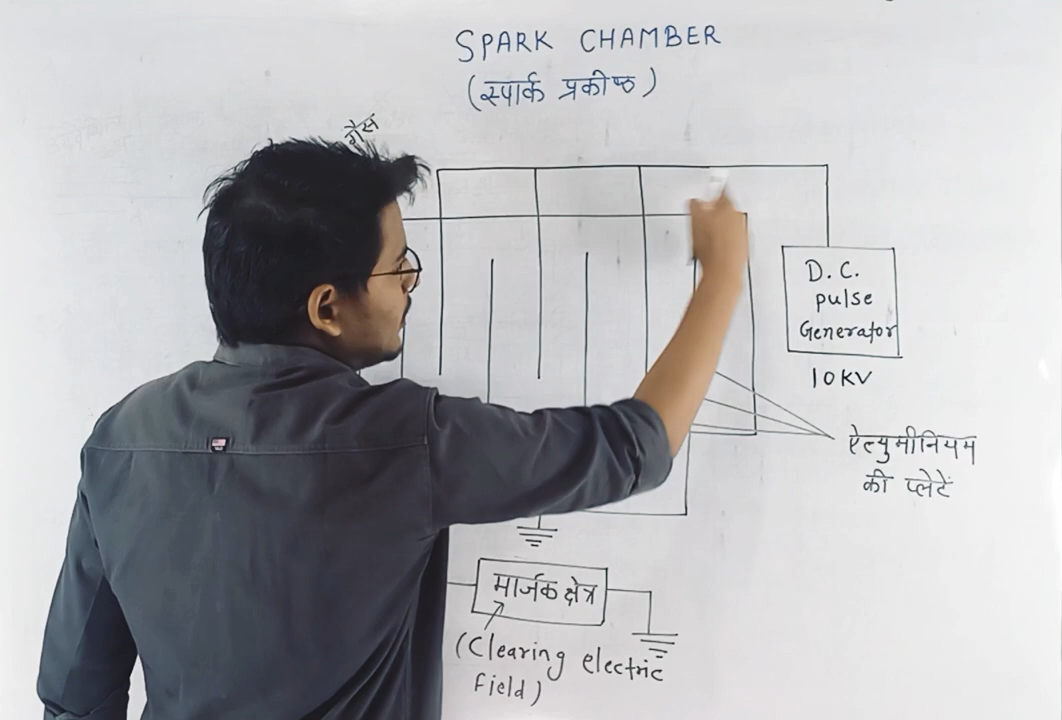 SPARK CHAMBER
(स्पार्क प्रकोष्ठ)
गैस
D.C.
pulse
Generator
10KV
ऐल्युमीनियम
की प्लेटें
मार्जक क्षेत्र
(Clearing electric
field)